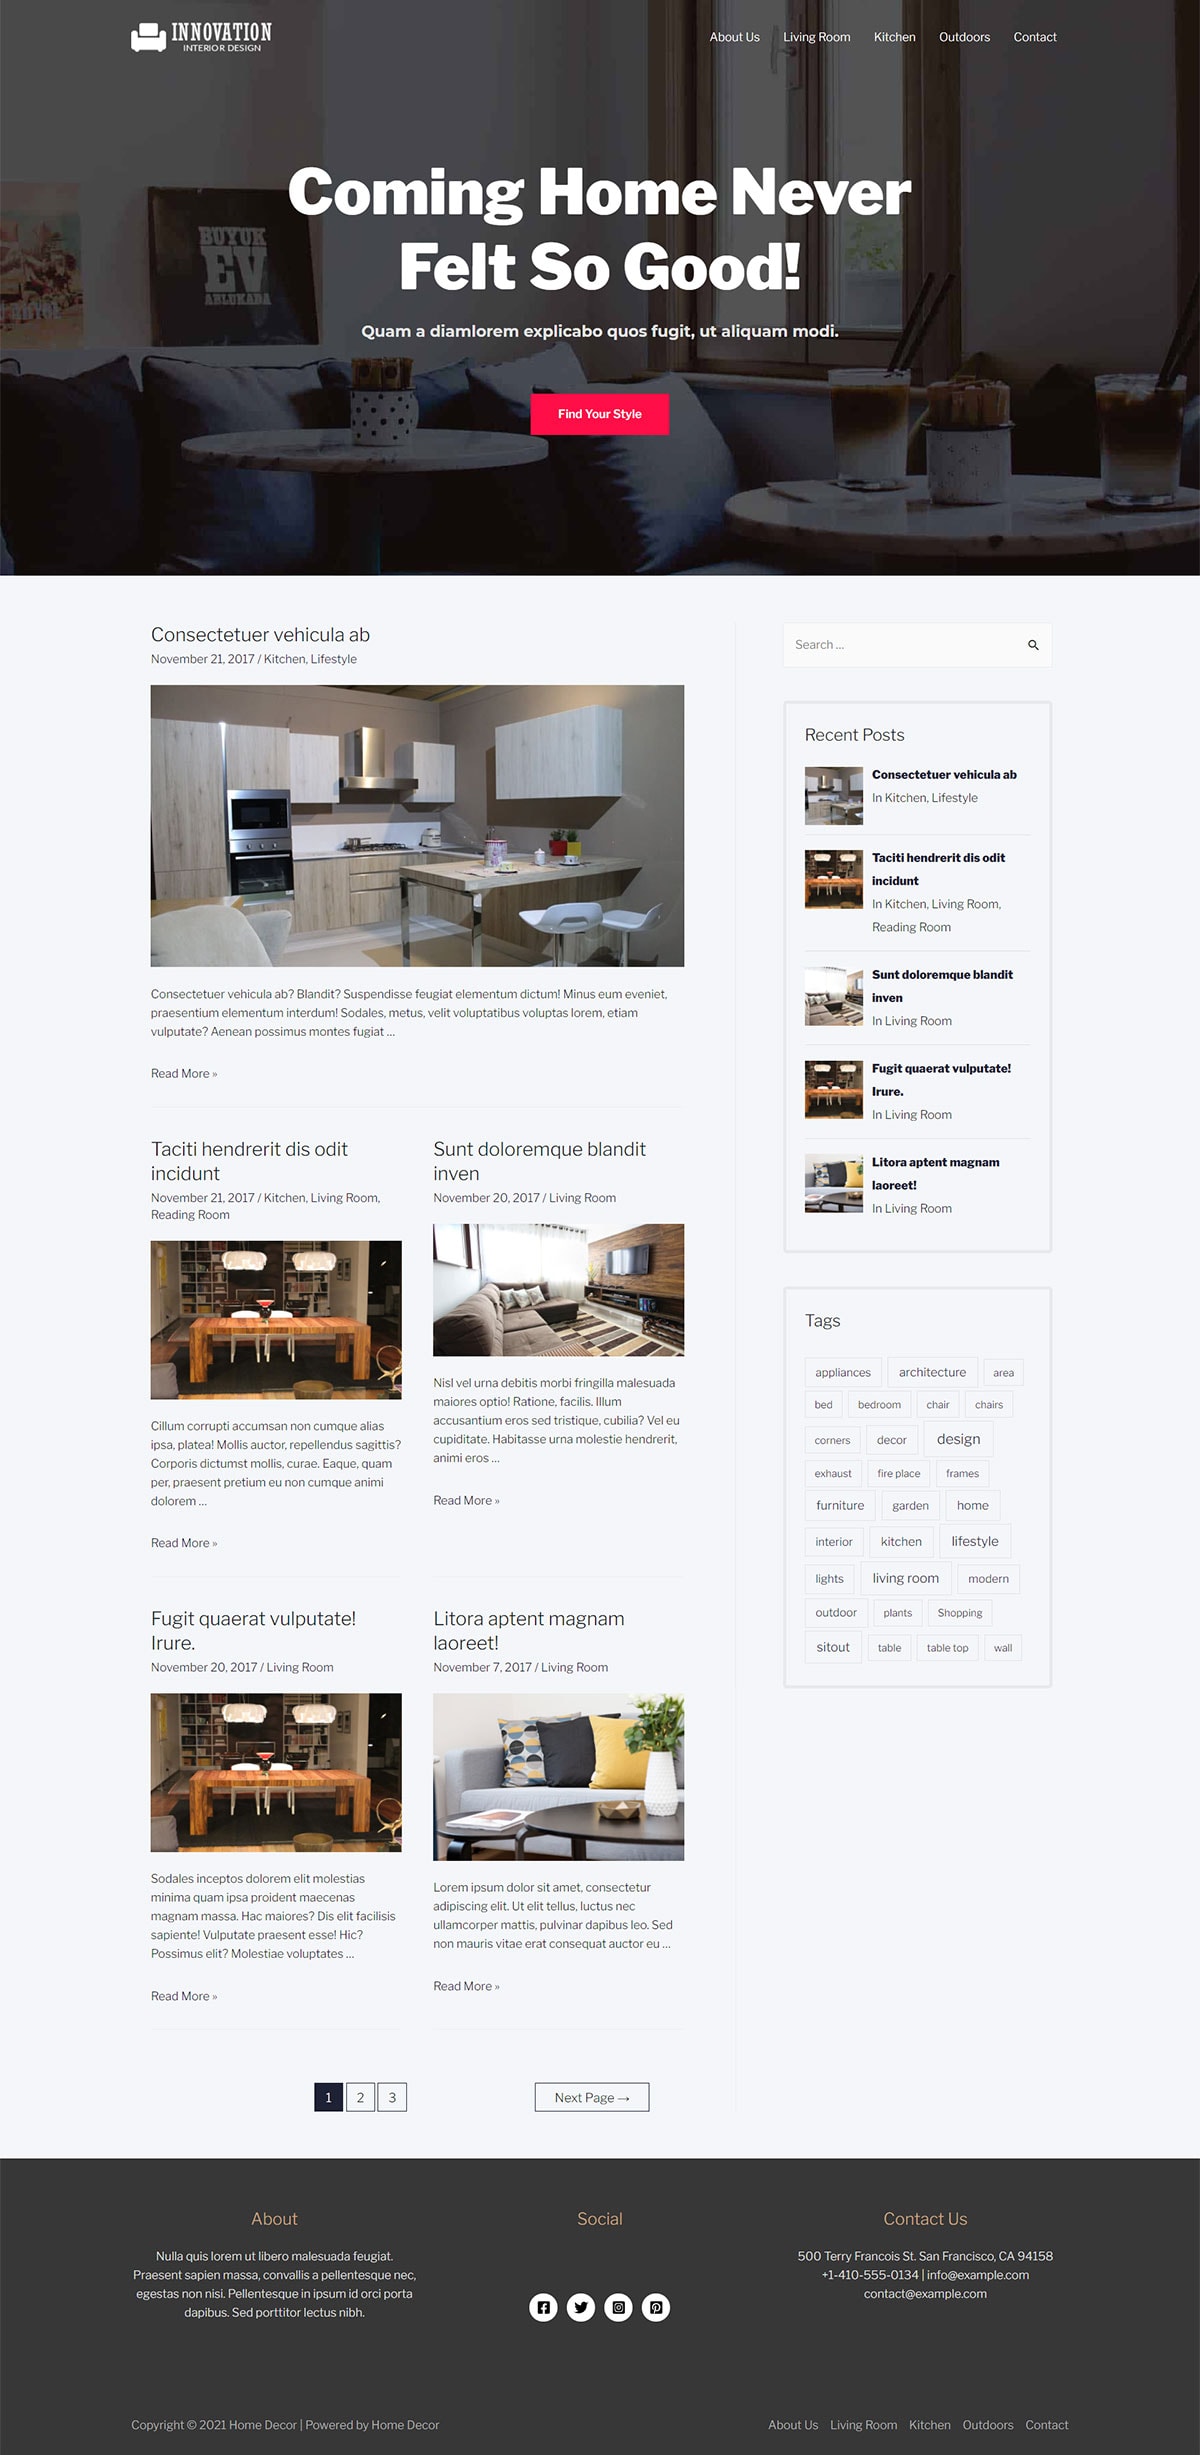 INNOVATION
INTERIOR DESIGN
About Us Living Room Kitchen Outdoors Contact
BUYUK
EV
ABLUKADA
Coming Home Never
Felt So Good!
Quam a diamlorem explicabo quos fugit, ut aliquam modi.
Find Your Style
Consectetuer vehicula ab
November 21, 2017 / Kitchen, Lifestyle
Consectetuer vehicula ab? Blandit? Suspendisse feugiat elementum dictum! Minus eum eveniet,
praesentium elementum interdum! Sodales, metus, velit voluptatibus voluptas lorem, etiam
vulputate? Aenean possimus montes fugiat ...
Read More »
Taciti hendrerit dis odit
incidunt
November 21, 2017 / Kitchen, Living Room,
Reading Room
Cillum corrupti accumsan non cumque alias
ipsa, platea! Mollis auctor, repellendus sagittis?
Corporis dictumst mollis, curae. Eaque, quam
per, praesent pretium eu non cumque animi
dolorem ...
Read More »
Sunt doloremque blandit
inven
November 20, 2017 / Living Room
Nisl vel urna debitis morbi fringilla malesuada
maiores optio! Ratione, facilis. Illum
accusantium eros sed tristique, cubilia? Vel eu
cupiditate. Habitasse urna molestie hendrerit,
animi eros ...
Read More »
Fugit quaerat vulputate!
Irure.
November 20, 2017 / Living Room
Sodales inceptos dolorem elit molestias
minima quam ipsa proident maecenas
magnam massa. Hac maiores? Dis elit facilisis
sapiente! Vulputate praesent esse! Hic?
Possimus elit? Molestiae voluptates ...
Read More »
Litora aptent magnam
laoreet!
November 7, 2017 / Living Room
Lorem ipsum dolor sit amet, consectetur
adipiscing elit. Ut elit tellus, luctus nec
ullamcorper mattis, pulvinar dapibus leo. Sed
non mauris vitae erat consequat auctor eu ...
Read More »
1 2 3 Next Page →
Search ...
Recent Posts
Consectetuer vehicula ab
In Kitchen, Lifestyle
Taciti hendrerit dis odit
incidunt
In Kitchen, Living Room,
Reading Room
Sunt doloremque blandit
inven
In Living Room
Fugit quaerat vulputate!
Irure.
In Living Room
Litora aptent magnam
laoreet!
In Living Room
Tags
appliances architecture area
bed bedroom chair chairs
corners decor design
exhaust fire place frames
furniture garden home
interior kitchen lifestyle
lights living room modern
outdoor plants Shopping
sitout table table top wall
About
Nulla quis lorem ut libero malesuada feugiat.
Praesent sapien massa, convallis a pellentesque nec,
egestas non nisi. Pellentesque in ipsum id orci porta
dapibus. Sed porttitor lectus nibh.
Social
Contact Us
500 Terry Francois St. San Francisco, CA 94158
+1-410-555-0134 | info@example.com
contact@example.com
Copyright © 2021 Home Decor | Powered by Home Decor
About Us Living Room Kitchen Outdoors Contact